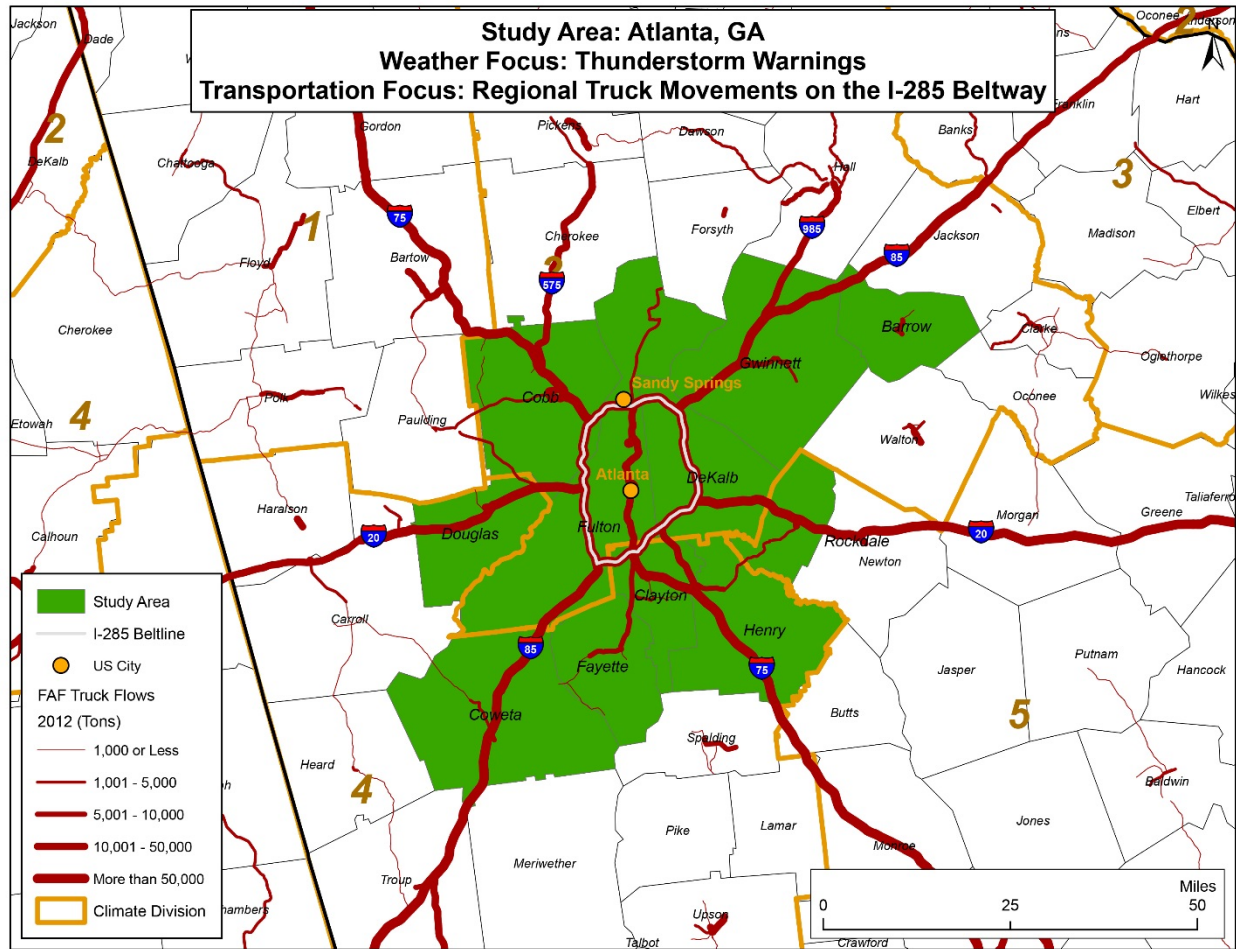 Study Area: Atlanta, GA
Weather Focus: Thunderstorm Warnings
Transportation Focus: Regional Truck Movements on the I-285 Beltway
Jackson
Dade
Oconee
Anderson
2
N
Franklin
Hart
Gordon
Pickens
Dawson
Banks
2
DeKalb
Chattooga
Hall
3
Elbert
1
75
Cherokee
Forsyth
985
Jackson
Madison
Floyd
Bartow
2
575
85
Cherokee
Barrow
Clarke
Oglethorpe
Gwinnett
Sandy Springs
Polk
Cobb
Oconee
Wilkes
4
Etowah
Paulding
Walton
Atlanta
DeKalb
Haralson
Taliaferro
Morgan
Greene
Calhoun
20
Douglas
Fulton
Rockdale
20
Newton
Clayton
Carroll
Henry
85
Fayette
75
Jasper
Putnam
Hancock
Coweta
Butts
5
Spalding
Heard
4
Baldwin
Pike
Lamar
Jones
Meriwether
Monroe
Troup
Upson
Talbot
Crawford
Study Area
I-285 Beltline
US City
FAF Truck Flows
2012 (Tons)
1,000 or Less
1,001 - 5,000
5,001 - 10,000
10,001 - 50,000
More than 50,000
Climate Division
Miles
0 25 50